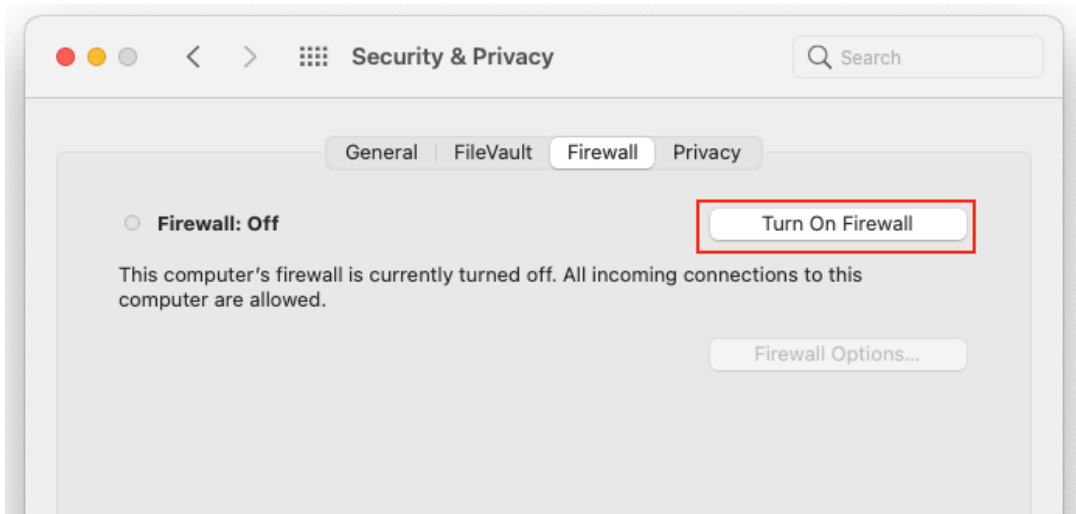 Security & Privacy
Search
General
FileVault
Firewall
Privacy
Firewall: Off
Turn On Firewall
This computer’s firewall is currently turned off. All incoming connections to this
computer are allowed.
Firewall Options...